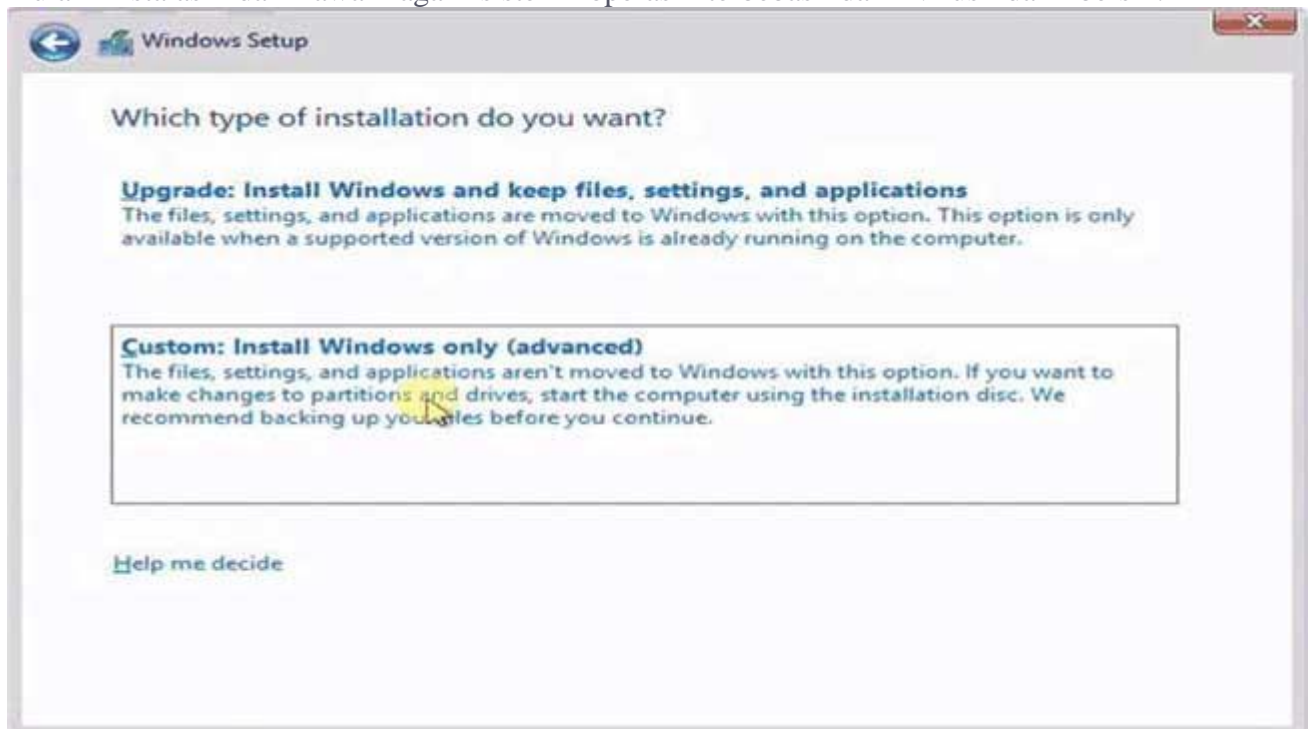 Windows Setup
Which type of installation do you want?
Upgrade: Install Windows and keep files, settings, and applications
The files, settings, and applications are moved to Windows with this option. This option is only
available when a supported version of Windows is already running on the computer.
Custom: Install Windows only (advanced)
The files, settings, and applications aren't moved to Windows with this option. If you want to
make changes to partitions and drives, start the computer using the installation disc. We
recommend backing up your files before you continue.
Help me decide